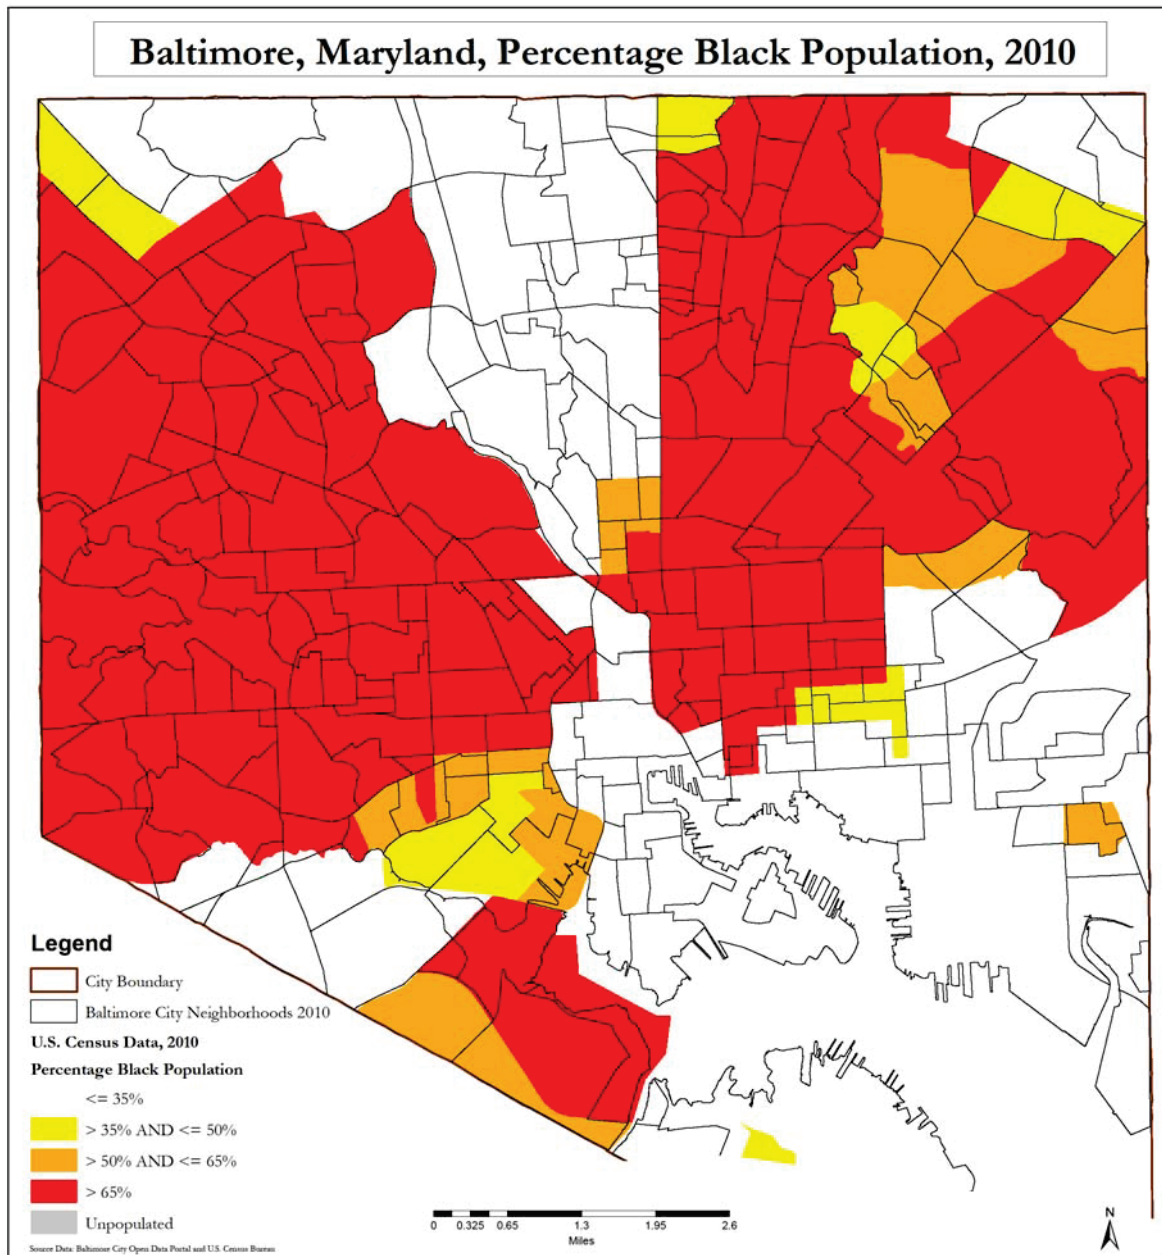 Baltimore, Maryland, Percentage Black Population, 2010
Legend
City Boundary
Baltimore City Neighborhoods 2010
U.S. Census Data, 2010
Percentage Black Population
<= 35%
> 35% AND <= 50%
> 50% AND <= 65%
> 65%
Unpopulated
Source Data: Baltimore City Open Data Portal and U.S. Census Bureau
0 0.325 0.65 1.3 1.95 2.6
Miles
N